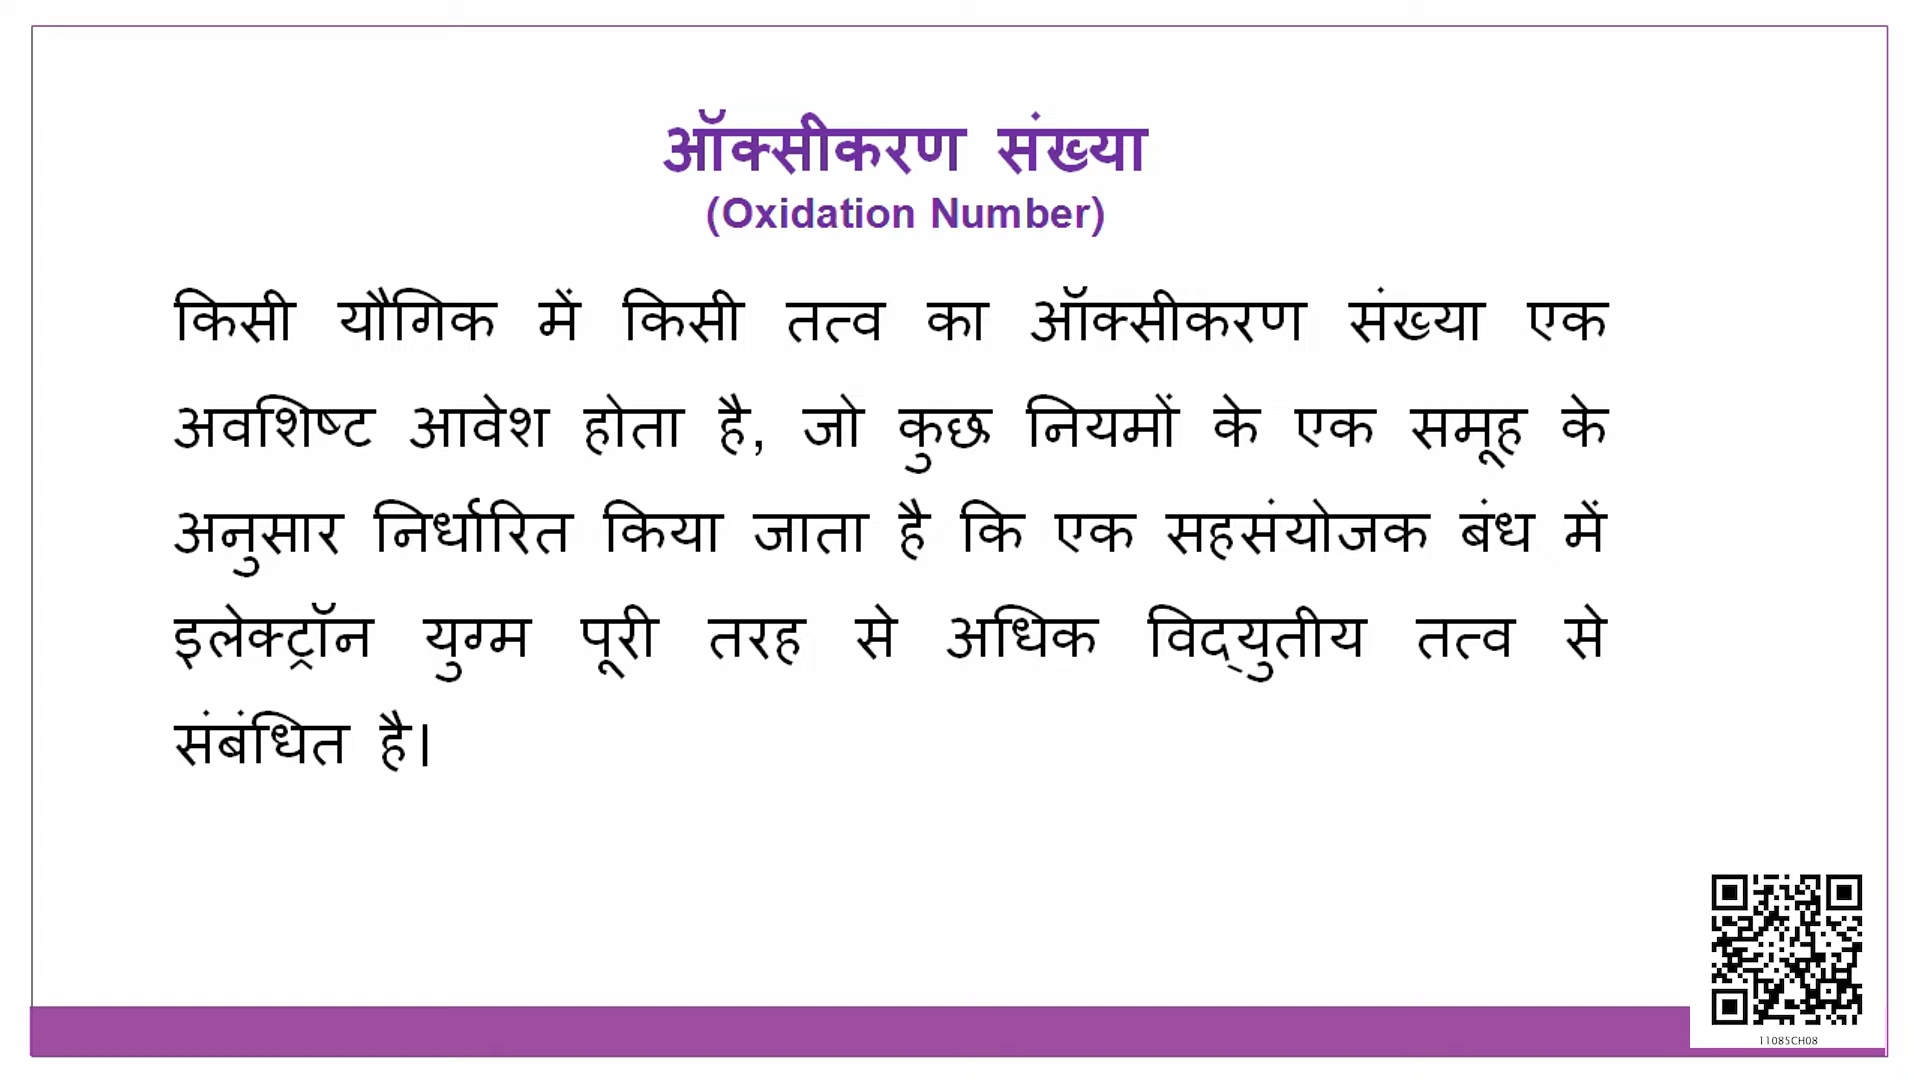 ऑक्सीकरण संख्या
(Oxidation Number)
किसी यौगिक में किसी तत्व का ऑक्सीकरण संख्या एक
अवशिष्ट आवेश होता है, जो कुछ नियमों के एक समूह के
अनुसार निर्धारित किया जाता है कि एक सहसंयोजक बंध में
इलेक्ट्रॉन युग्म पूरी तरह से अधिक विद्युतीय तत्व से
संबंधित है।
11085CH08